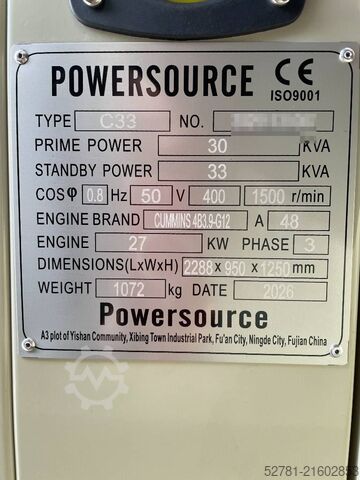 POWERSOURCE CE
ISO9001
TYPE C33 NO.
PRIME POWER 30 KVA
STANDBY POWER 33 KVA
COSφ 0.8 Hz 50 V 400 1500 r/min
ENGINE BRAND CUMMINS 4B3.9-G12 A 48
ENGINE 27 KW PHASE 3
DIMENSIONS(LxWxH) 2288 x 950 x 1250 mm
WEIGHT 1072 kg DATE 2026
Powersource
A3 plot of Yishan Community, Xibing Town Industrial Park, Fu'an City, Ningde City, Fujian China
Machineseeker
52781-21602853